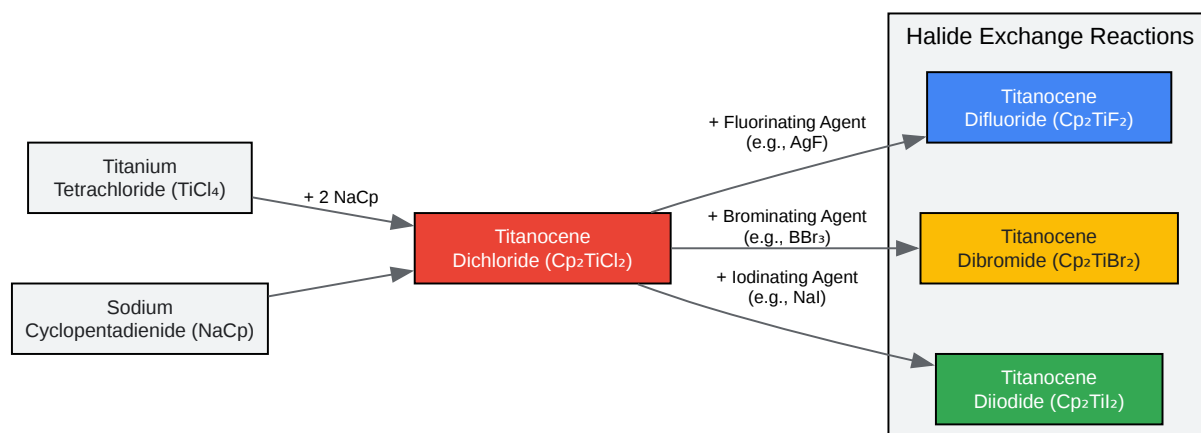 Halide Exchange Reactions
Titanium
Tetrachloride (TiCl₄)
+ 2 NaCp
Sodium
Cyclopentadienide (NaCp)
Titanocene
Dichloride (Cp₂TiCl₂)
+ Fluorinating Agent
(e.g., AgF)
+ Brominating Agent
(e.g., BBr₃)
+ Iodinating Agent
(e.g., NaI)
Titanocene
Difluoride (Cp₂TiF₂)
Titanocene
Dibromide (Cp₂TiBr₂)
Titanocene
Diiodide (Cp₂TiI₂)